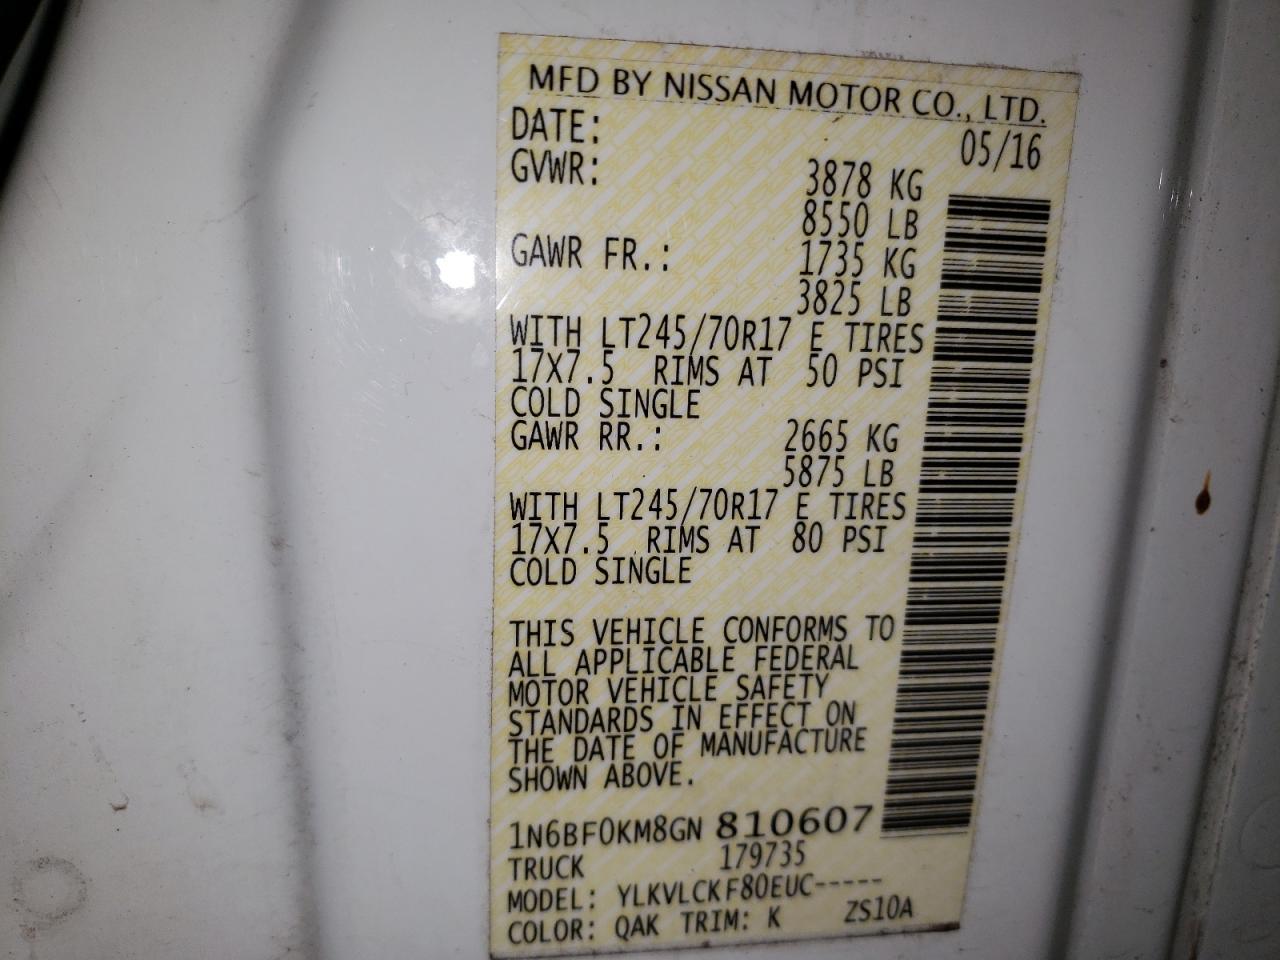 MFD BY NISSAN MOTOR CO., LTD.
DATE: 05/16
GVWR: 3878 KG
8550 LB
GAWR FR.: 1735 KG
3825 LB
WITH LT245/70R17 E TIRES
17X7.5 RIMS AT 50 PSI
COLD SINGLE
GAWR RR.: 2665 KG
5875 LB
WITH LT245/70R17 E TIRES
17X7.5 RIMS AT 80 PSI
COLD SINGLE
THIS VEHICLE CONFORMS TO
ALL APPLICABLE FEDERAL
MOTOR VEHICLE SAFETY
STANDARDS IN EFFECT ON
THE DATE OF MANUFACTURE
SHOWN ABOVE.
1N6BF0KM8GN 810607
TRUCK 179735
MODEL: YLKVLCKF80EUC-----
COLOR: QAK TRIM: K ZS10A